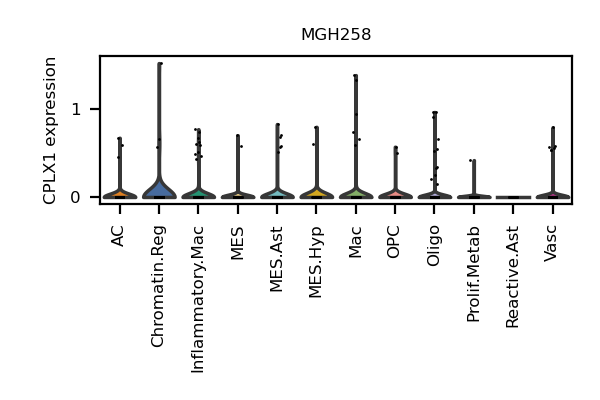 MGH258
CPLX1 expression
1
0
AC
Chromatin.Reg
Inflammatory.Mac
MES
MES.Ast
MES.Hyp
Mac
OPC
Oligo
Prolif.Metab
Reactive.Ast
Vasc